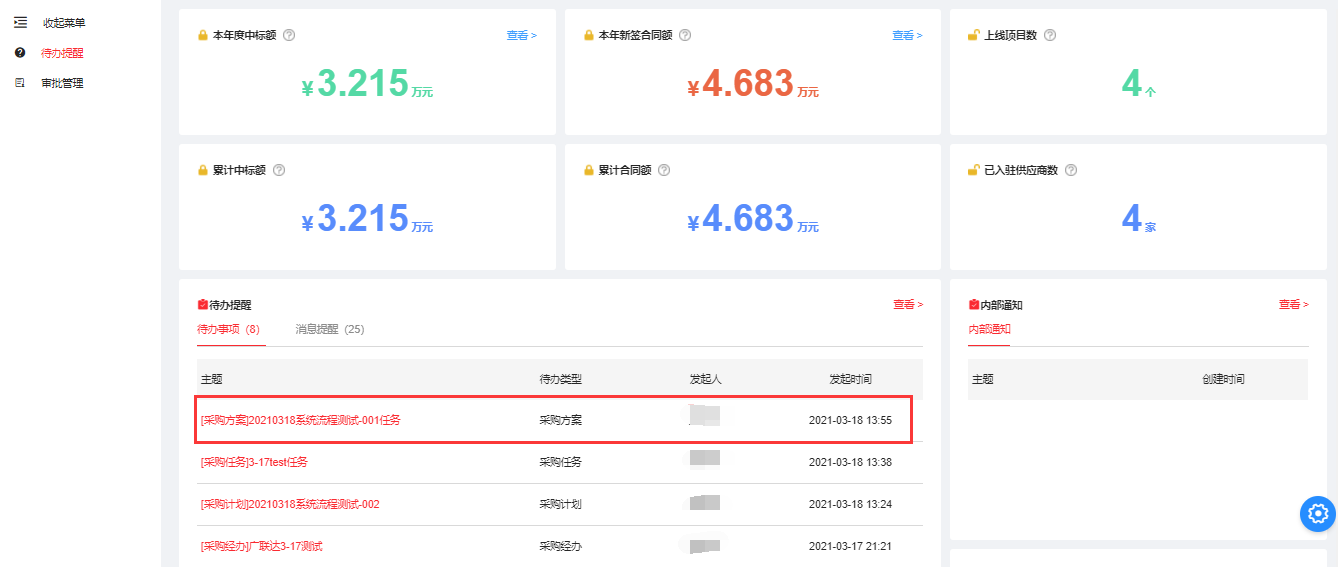 收起菜单
待办提醒
审批管理
本年度中标额 ? 查看 >
¥3.215万元
本年新签合同额 ? 查看 >
¥4.683万元
上线项目数 ?
4个
累计中标额 ?
¥3.215万元
累计合同额 ?
¥4.683万元
已入驻供应商数 ?
4家
待办提醒 查看 >
待办事项（8） 消息提醒（25）
主题 待办类型 发起人 发起时间
[采购方案]20210318系统流程测试-001任务 采购方案 2021-03-18 13:55
[采购任务]3-17test任务 采购任务 2021-03-18 13:38
[采购计划]20210318系统流程测试-002 采购计划 2021-03-18 13:24
[采购经办]广联达3-17测试 采购经办 2021-03-17 21:21
内部通知 查看 >
内部通知
主题 创建时间